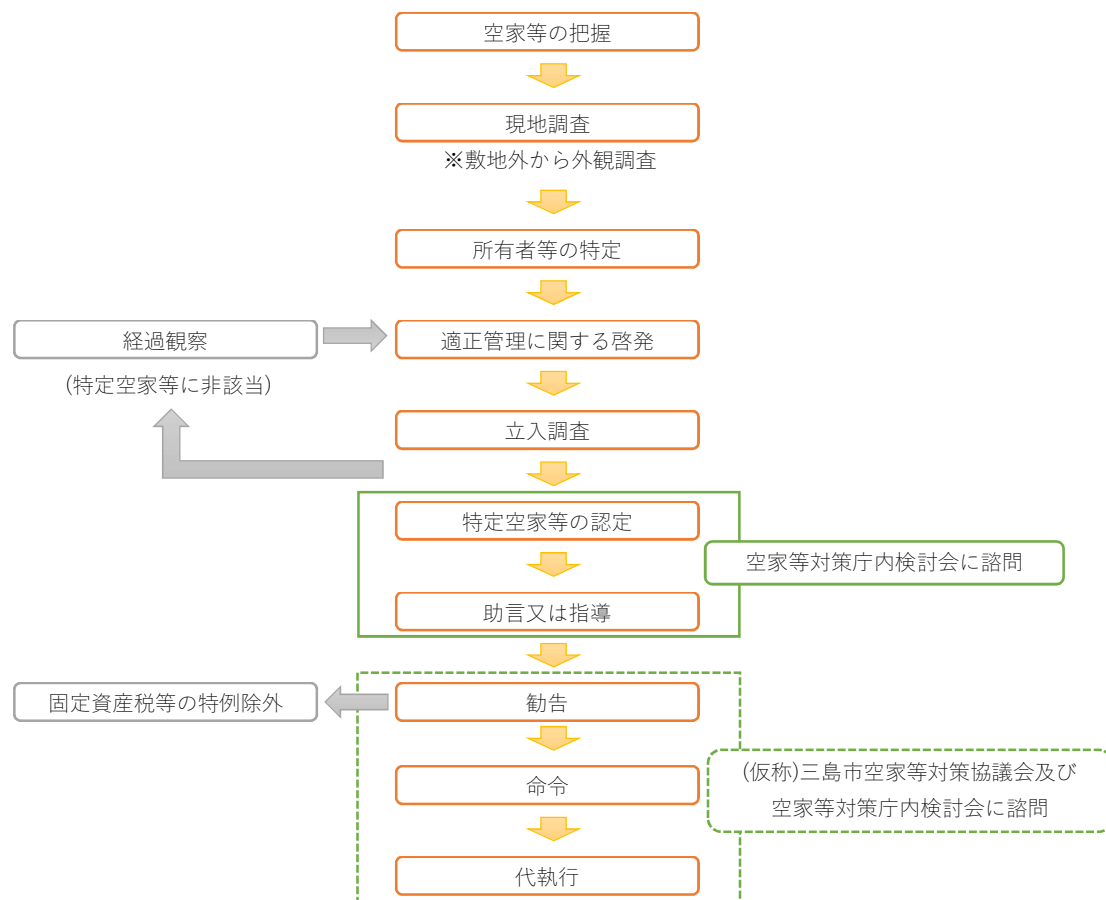 空家等の把握
現地調査
※敷地外から外観調査
所有者等の特定
経過観察
適正管理に関する啓発
(特定空家等に非該当)
立入調査
特定空家等の認定
空家等対策庁内検討会に諮問
助言又は指導
固定資産税等の特例除外
勧告
(仮称)三島市空家等対策協議会及び
空家等対策庁内検討会に諮問
命令
代執行